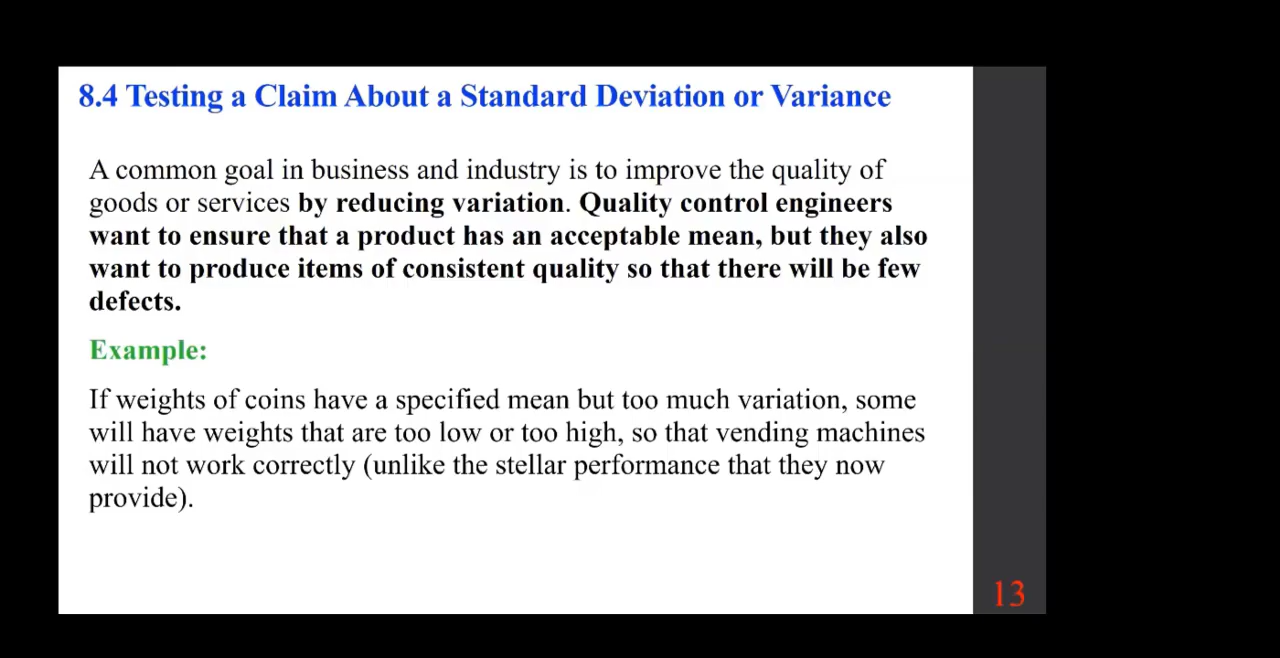 8.4 Testing a Claim About a Standard Deviation or Variance
A common goal in business and industry is to improve the quality of
goods or services by reducing variation. Quality control engineers
want to ensure that a product has an acceptable mean, but they also
want to produce items of consistent quality so that there will be few
defects.
Example:
If weights of coins have a specified mean but too much variation, some
will have weights that are too low or too high, so that vending machines
will not work correctly (unlike the stellar performance that they now
provide).
13